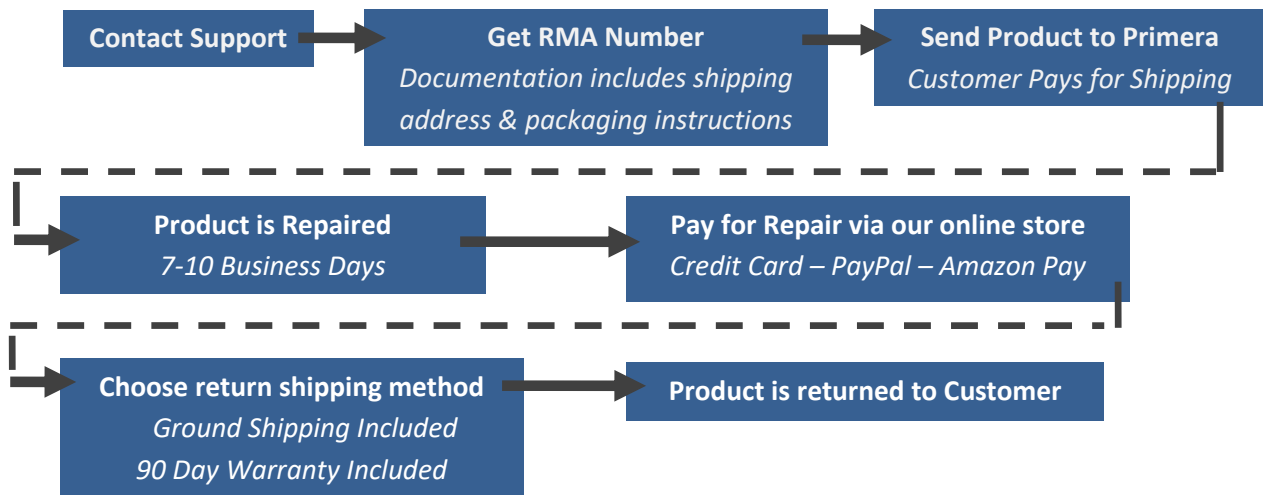 Contact Support
Get RMA Number
Documentation includes shipping
address & packaging instructions
Send Product to Primera
Customer Pays for Shipping
Product is Repaired
7-10 Business Days
Pay for Repair via our online store
Credit Card – PayPal – Amazon Pay
Choose return shipping method
Ground Shipping Included
90 Day Warranty Included
Product is returned to Customer